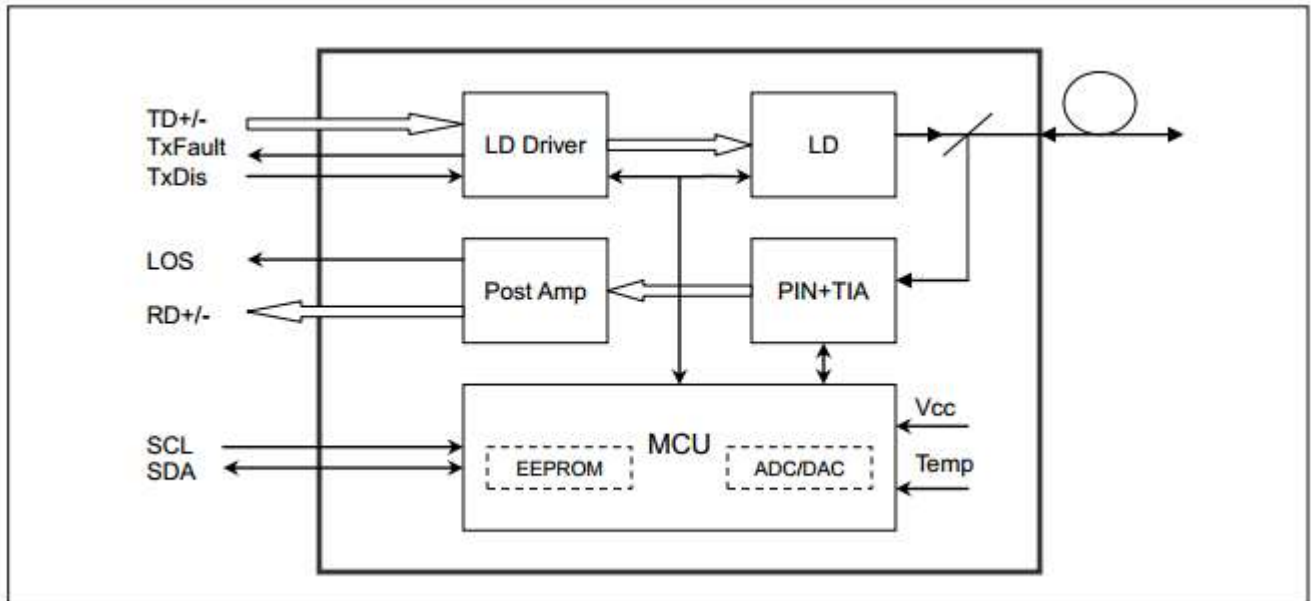 TD+/-
TxFault
TxDis
LD Driver
LD
LOS
RD+/-
Post Amp
PIN+TIA
SCL
SDA
MCU
EEPROM
ADC/DAC
Vcc
Temp